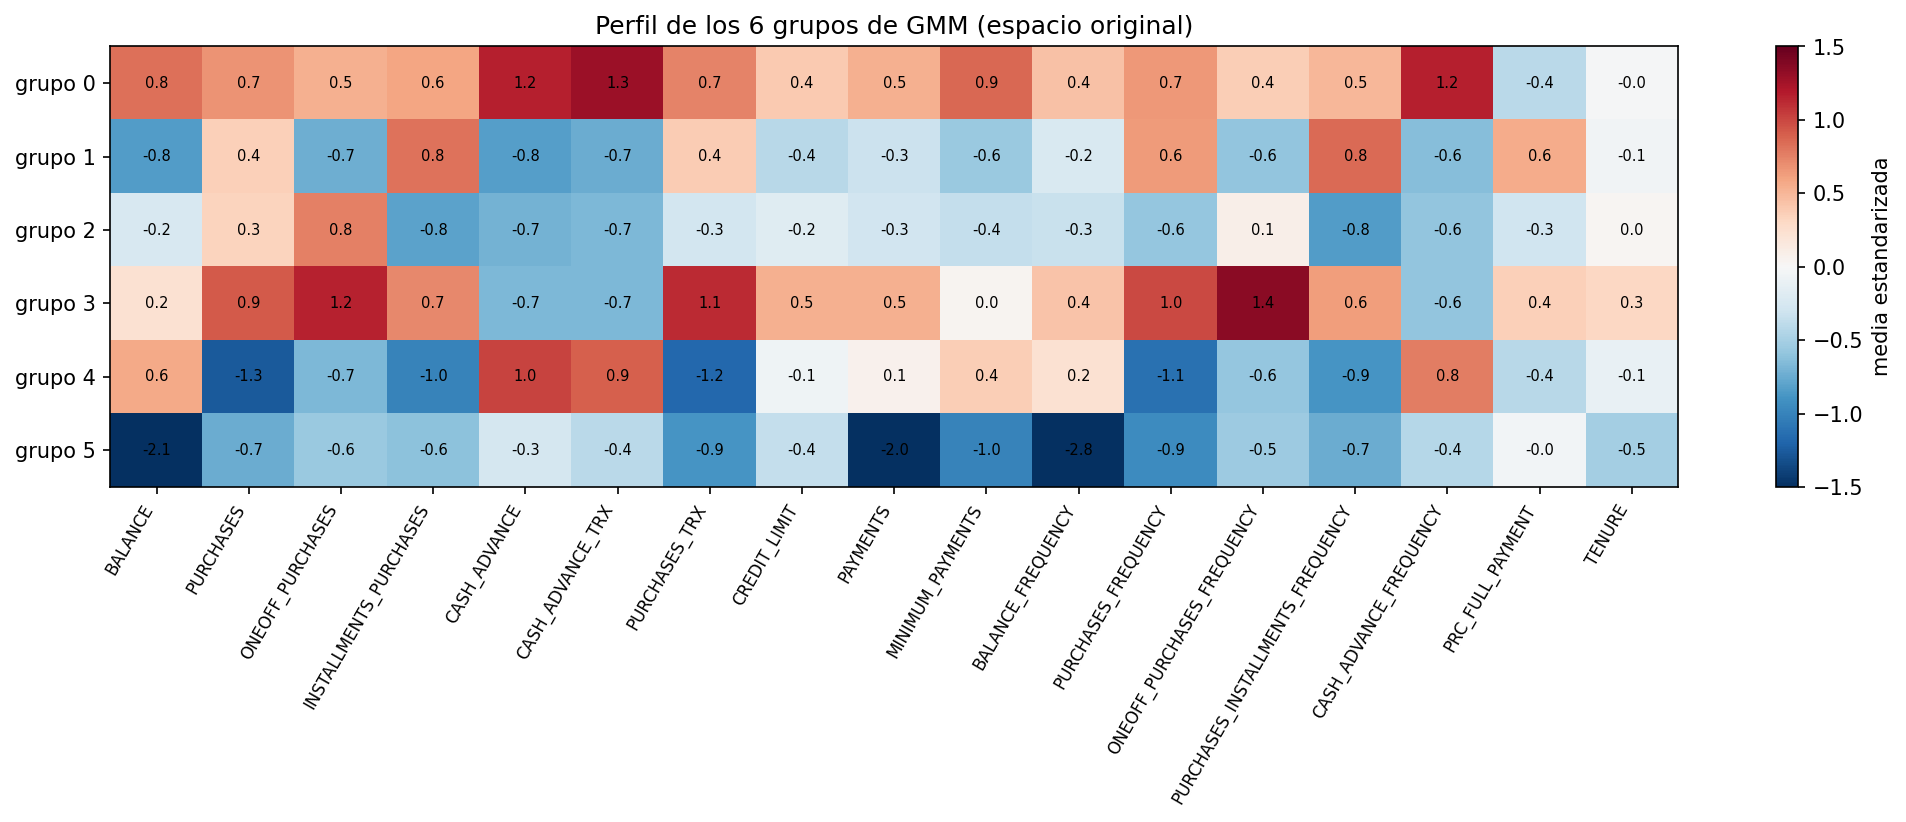 Perfil de los 6 grupos de GMM (espacio original)
grupo 0 0.8 0.7 0.5 0.6 1.2 1.3 0.7 0.4 0.5 0.9 0.4 0.7 0.4 0.5 1.2 -0.4 -0.0
grupo 1 -0.8 0.4 -0.7 0.8 -0.8 -0.7 0.4 -0.4 -0.3 -0.6 -0.2 0.6 -0.6 0.8 -0.6 0.6 -0.1
grupo 2 -0.2 0.3 0.8 -0.8 -0.7 -0.7 -0.3 -0.2 -0.3 -0.4 -0.3 -0.6 0.1 -0.8 -0.6 -0.3 0.0
grupo 3 0.2 0.9 1.2 0.7 -0.7 -0.7 1.1 0.5 0.5 0.0 0.4 1.0 1.4 0.6 -0.6 0.4 0.3
grupo 4 0.6 -1.3 -0.7 -1.0 1.0 0.9 -1.2 -0.1 0.1 0.4 0.2 -1.1 -0.6 -0.9 0.8 -0.4 -0.1
grupo 5 -2.1 -0.7 -0.6 -0.6 -0.3 -0.4 -0.9 -0.4 -2.0 -1.0 -2.8 -0.9 -0.5 -0.7 -0.4 -0.0 -0.5
BALANCE
PURCHASES
ONEOFF_PURCHASES
INSTALLMENTS_PURCHASES
CASH_ADVANCE
CASH_ADVANCE_TRX
PURCHASES_TRX
CREDIT_LIMIT
PAYMENTS
MINIMUM_PAYMENTS
BALANCE_FREQUENCY
PURCHASES_FREQUENCY
ONEOFF_PURCHASES_FREQUENCY
PURCHASES_INSTALLMENTS_FREQUENCY
CASH_ADVANCE_FREQUENCY
PRC_FULL_PAYMENT
TENURE
1.5
1.0
0.5
0.0
−0.5
−1.0
−1.5
media estandarizada